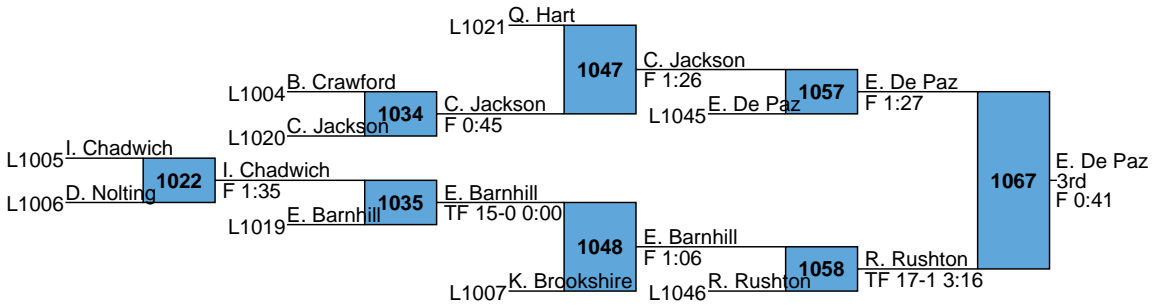 L1005 I. Chadwich
L1006 D. Nolting
1022
I. Chadwich
F 1:35
L1004 B. Crawford
L1020 C. Jackson
1034
C. Jackson
F 0:45
L1019 E. Barnhill
1035
E. Barnhill
TF 15-0 0:00
L1021 Q. Hart
1047
C. Jackson
F 1:26
L1007 K. Brookshire
1048
E. Barnhill
F 1:06
L1045 E. De Paz
1057
E. De Paz
F 1:27
L1046 R. Rushton
1058
R. Rushton
TF 17-1 3:16
1067
E. De Paz
3rd
F 0:41